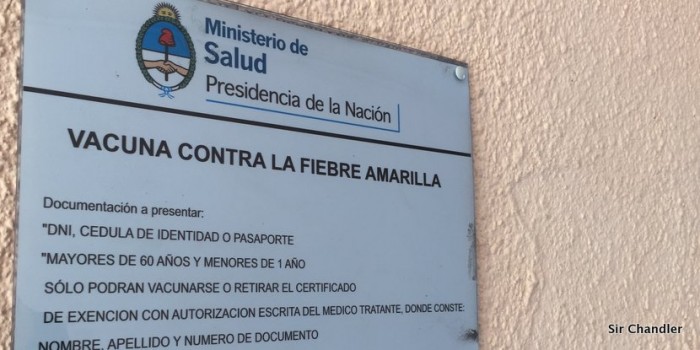 Ministerio de
Salud
Presidencia de la Nación
VACUNA CONTRA LA FIEBRE AMARILLA
Documentación a presentar:
"DNI, CEDULA DE IDENTIDAD O PASAPORTE
"MAYORES DE 60 AÑOS Y MENORES DE 1 AÑO
SÓLO PODRAN VACUNARSE O RETIRAR EL CERTIFICADO
DE EXENCION CON AUTORIZACION ESCRITA DEL MEDICO TRATANTE, DONDE CONSTE:
NOMBRE, APELLIDO Y NUMERO DE DOCUMENTO
Sir Chandler